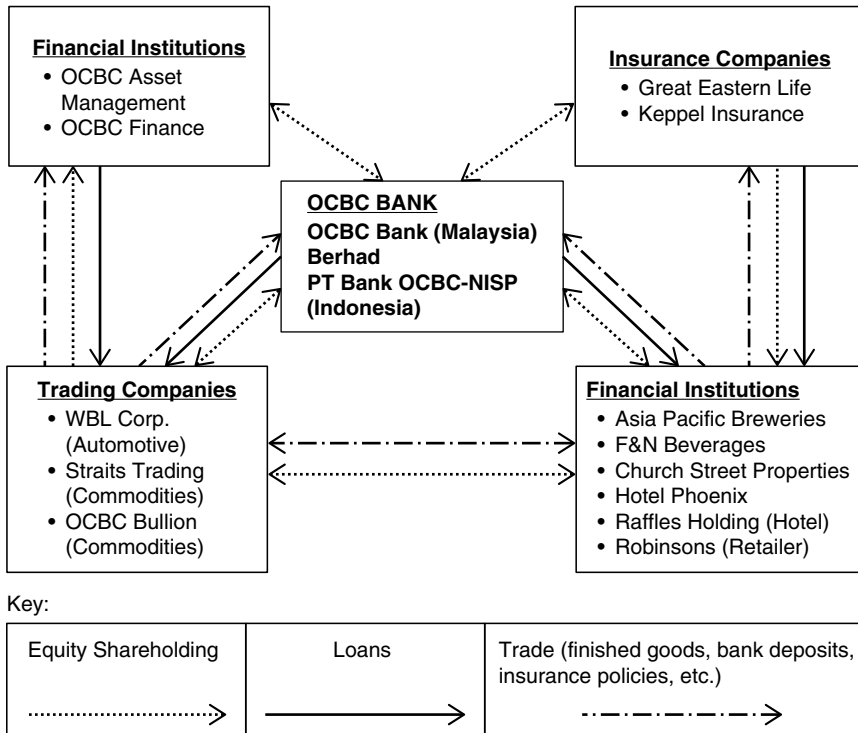 Financial Institutions
• OCBC Asset
Management
• OCBC Finance
Insurance Companies
• Great Eastern Life
• Keppel Insurance
OCBC BANK
OCBC Bank (Malaysia)
Berhad
PT Bank OCBC-NISP
(Indonesia)
Trading Companies
• WBL Corp.
(Automotive)
• Straits Trading
(Commodities)
• OCBC Bullion
(Commodities)
Financial Institutions
• Asia Pacific Breweries
• F&N Beverages
• Church Street Properties
• Hotel Phoenix
• Raffles Holding (Hotel)
• Robinsons (Retailer)
Key:
Equity Shareholding
Loans
Trade (finished goods, bank deposits,
insurance policies, etc.)